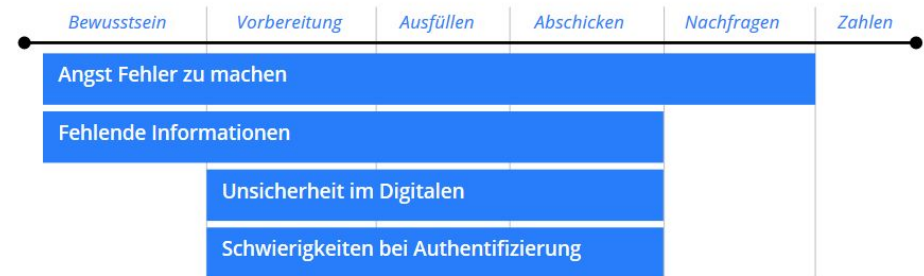 Bewusstsein Vorbereitung Ausfüllen Abschicken Nachfragen Zahlen
Angst Fehler zu machen
Fehlende Informationen
Unsicherheit im Digitalen
Schwierigkeiten bei Authentifizierung